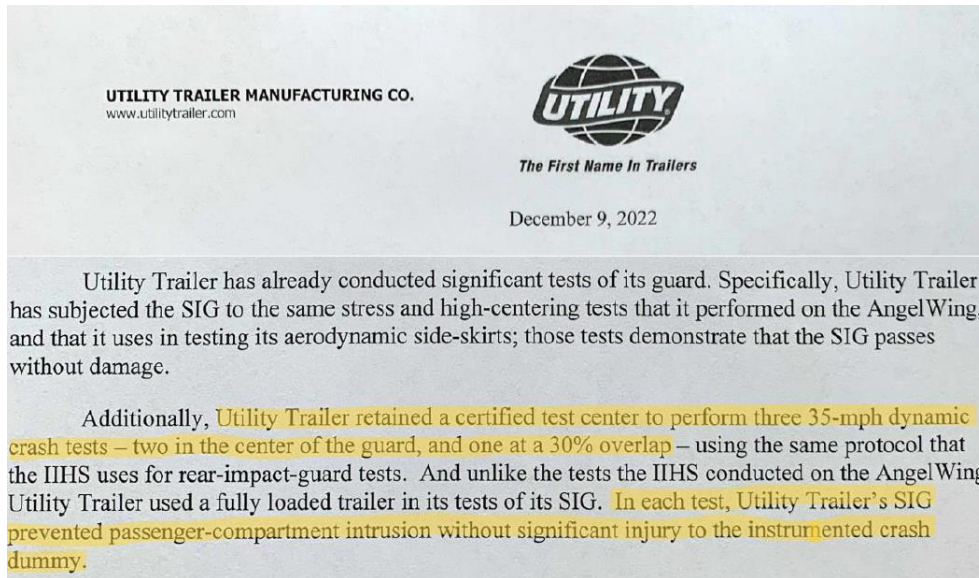 UTILITY TRAILER MANUFACTURING CO.
www.utilitytrailer.com
UTILITY
The First Name In Trailers
December 9, 2022
Utility Trailer has already conducted significant tests of its guard. Specifically, Utility Trailer
has subjected the SIG to the same stress and high-centering tests that it performed on the AngelWing,
and that it uses in testing its aerodynamic side-skirts; those tests demonstrate that the SIG passes
without damage.
Additionally, Utility Trailer retained a certified test center to perform three 35-mph dynamic
crash tests – two in the center of the guard, and one at a 30% overlap – using the same protocol that
the IIHS uses for rear-impact-guard tests. And unlike the tests the IIHS conducted on the AngelWing
Utility Trailer used a fully loaded trailer in its tests of its SIG. In each test, Utility Trailer's SIG
prevented passenger-compartment intrusion without significant injury to the instrumented crash
dummy.